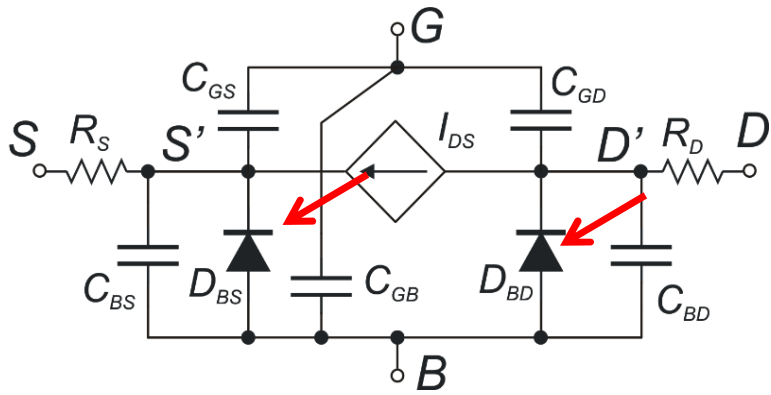 G
C_GS
C_GD
I_DS
S
R_S
S’
D’
R_D
D
C_BS
D_BS
C_GB
D_BD
C_BD
B